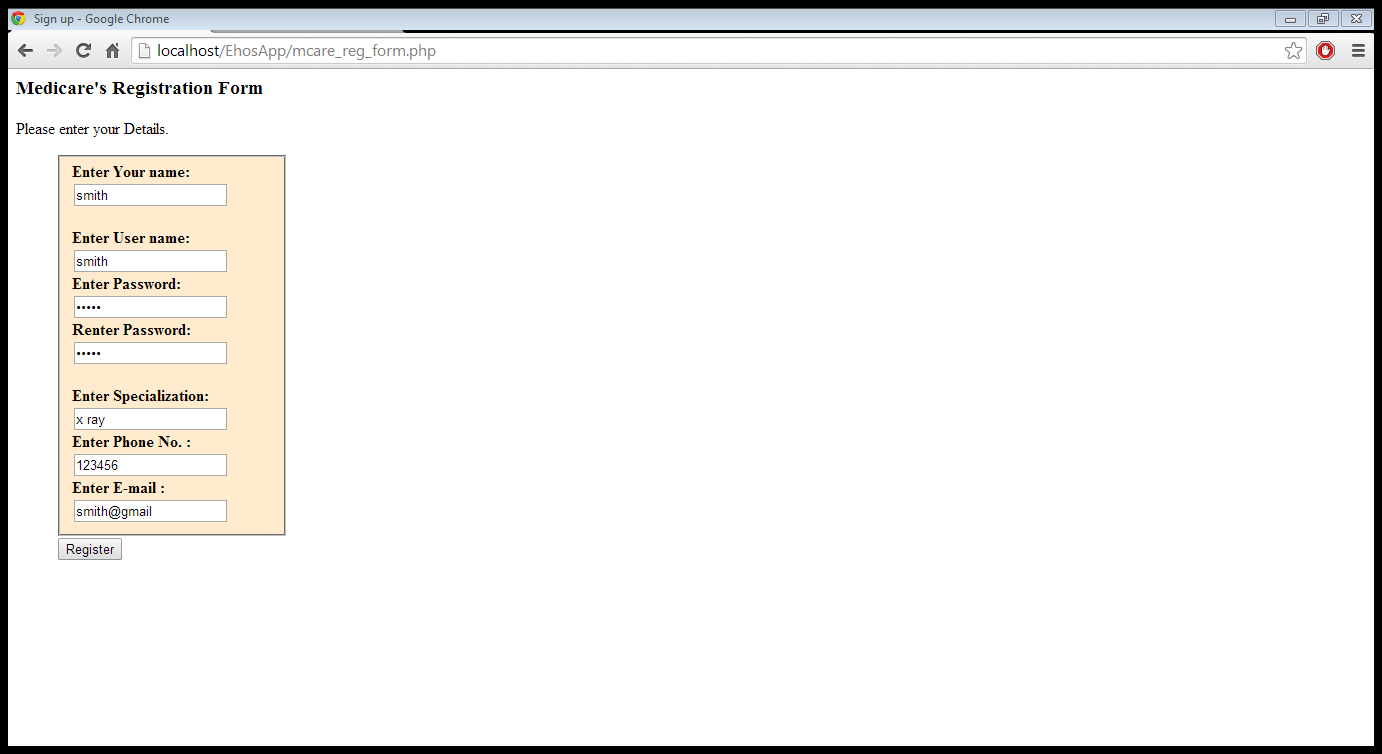 Sign up - Google Chrome
localhost/EhosApp/mcare_reg_form.php
Medicare's Registration Form
Please enter your Details.
Enter Your name:
smith
Enter User name:
smith
Enter Password:
•••••
Renter Password:
•••••
Enter Specialization:
x ray
Enter Phone No. :
123456
Enter E-mail :
smith@gmail
Register